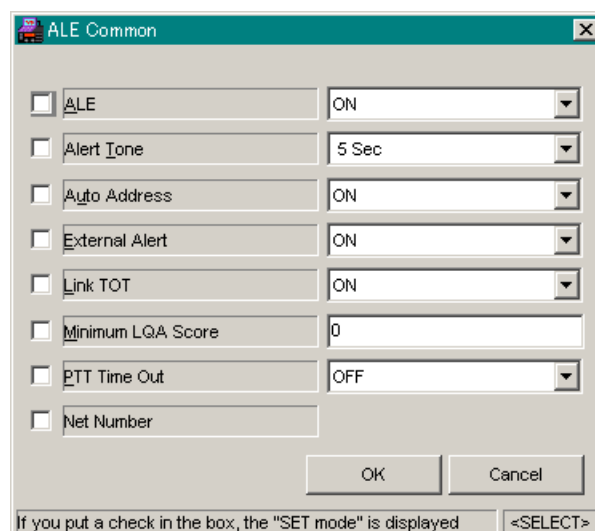 ALE Common
ALE ON
Alert Tone 5 Sec
Auto Address ON
External Alert ON
Link TOT ON
Minimum LQA Score 0
PTT Time Out OFF
Net Number
OK Cancel
If you put a check in the box, the "SET mode" is displayed <SELECT>